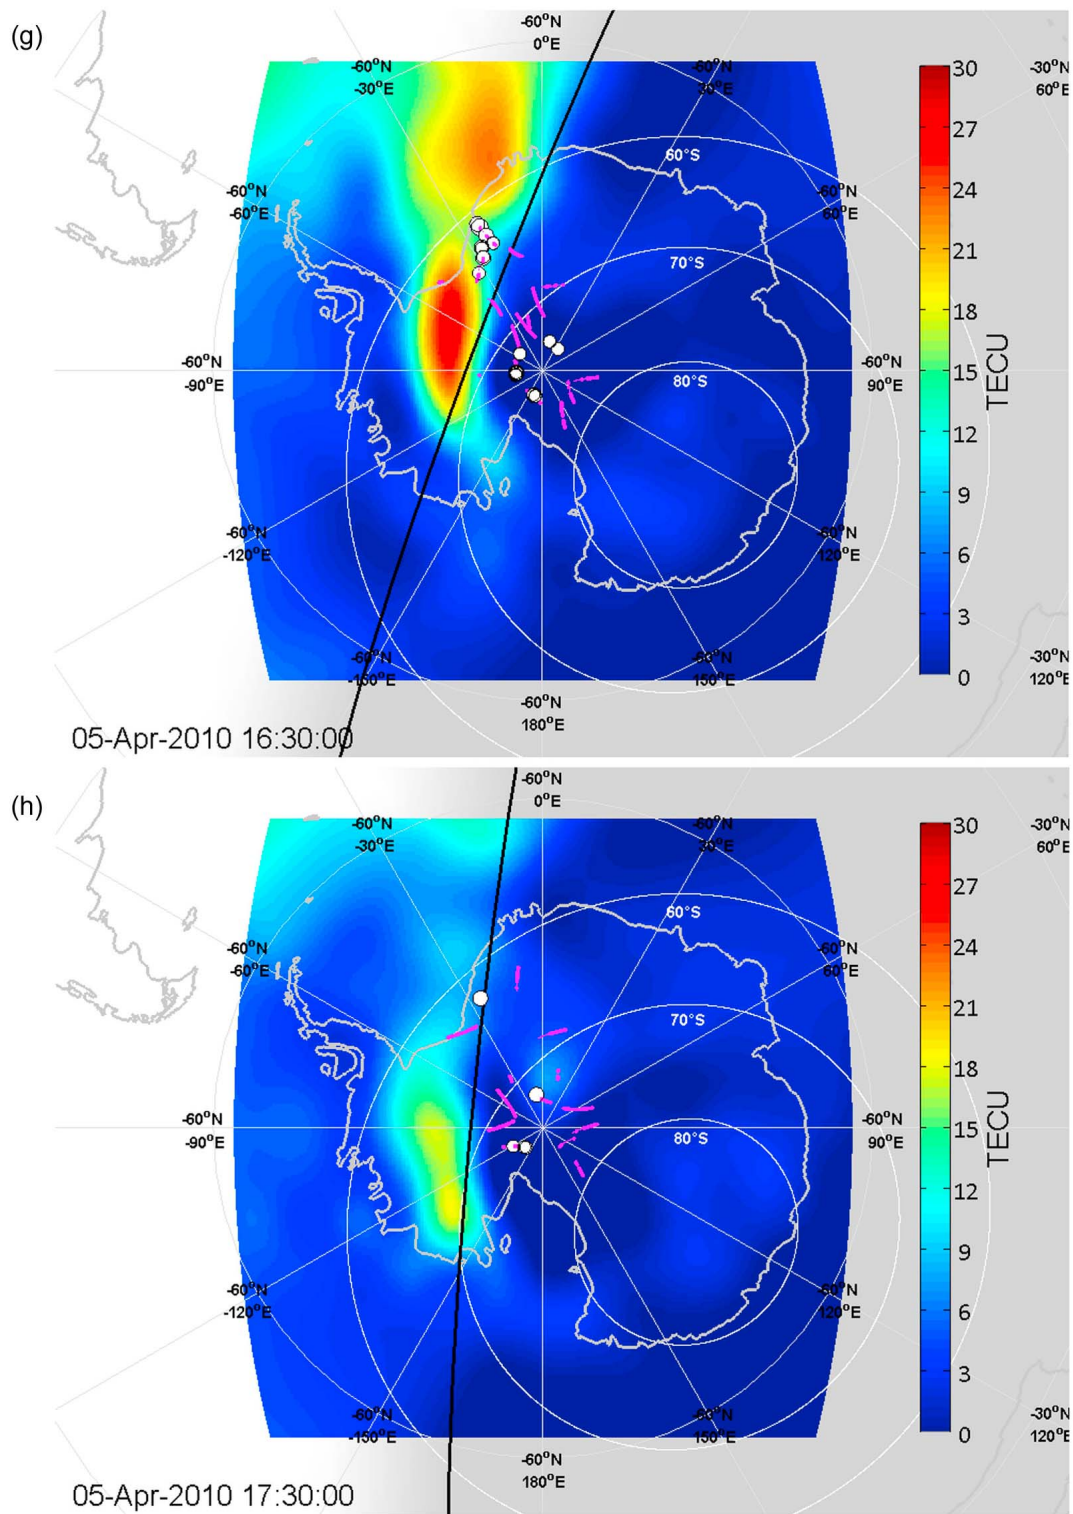 (g)
-60°N
0°E
-60°N
30°E
-60°N
30°E
-30°N
60°E
60°S
-60°N
-60°E
-60°N
60°E
70°S
-60°N
-90°E
80°S
-60°N
90°E
-60°N
-120°E
-60°N
120°E
-60°N
-150°E
-60°N
150°E
-60°N
180°E
-30°N
120°E
30
27
24
21
18
15
12
9
6
3
0
TECU
05-Apr-2010 16:30:00
(h)
-60°N
0°E
-60°N
-30°E
-60°N
30°E
-30°N
60°E
60°S
-60°N
-60°E
-60°N
60°E
70°S
-60°N
-90°E
80°S
-60°N
90°E
-60°N
-120°E
-60°N
120°E
-60°N
-150°E
-60°N
150°E
-60°N
180°E
-30°N
120°E
30
27
24
21
18
15
12
9
6
3
0
TECU
05-Apr-2010 17:30:00